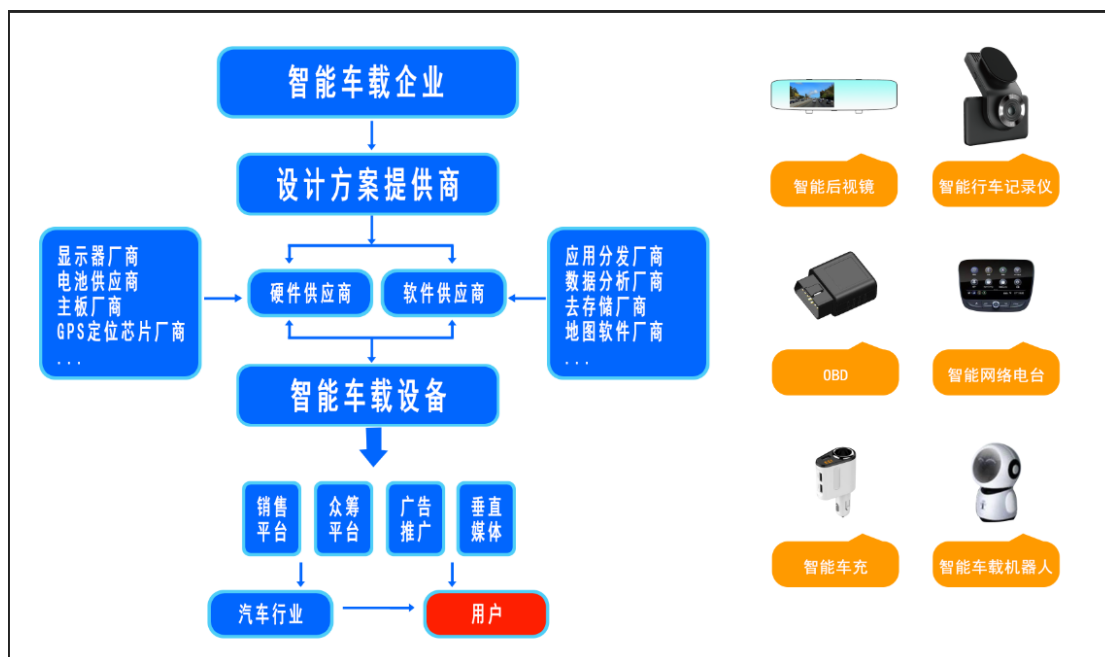 智能车载企业
设计方案提供商
显示器厂商
电池供应商
主板厂商
GPS定位芯片厂商
...
硬件供应商
软件供应商
应用分发厂商
数据分析厂商
去存储厂商
地图软件厂商
...
智能车载设备
销售
平台
众筹
平台
广告
推广
垂直
媒体
汽车行业
用户
智能后视镜
智能行车记录仪
OBD
智能网络电台
智能车充
智能车载机器人